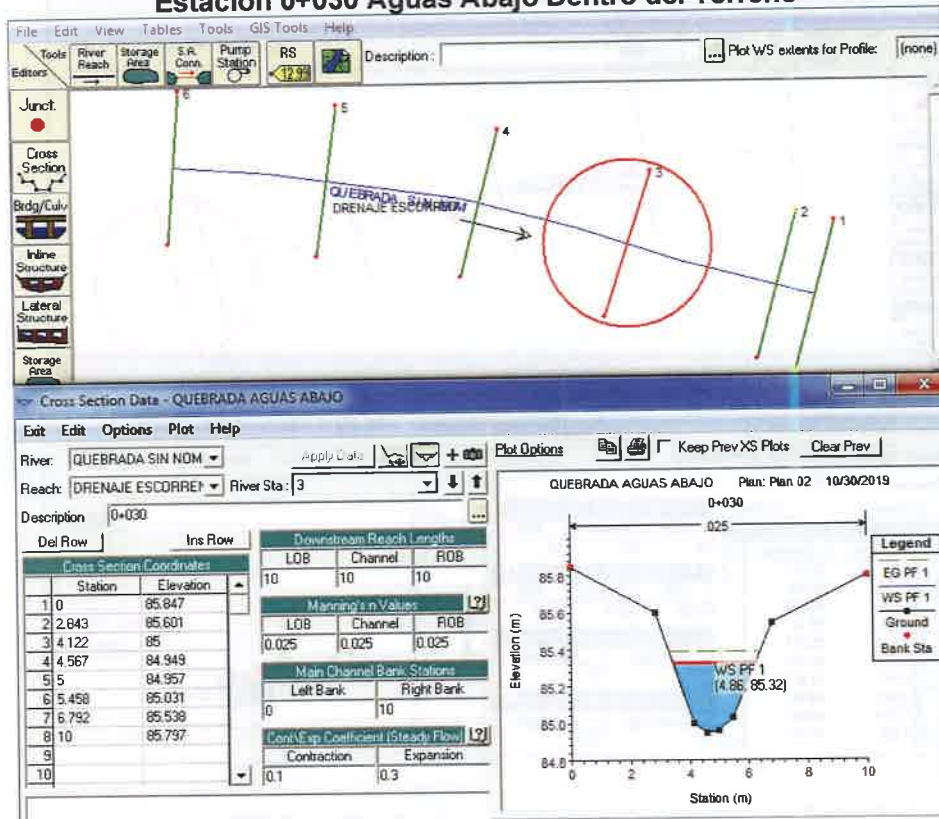 Estación 0+030 Aguas Abajo Dentro del Terreno
File Edit View Tables Tools GIS Tools Help
Tools
Editors
River Reach
Storage Area
S.A. Conn.
Pump Station
RS
Description :
...
Plot WS extents for Profile:
(none)
Junct.
Cross Section
Brdg/Culv
Inline Structure
Lateral Structure
Storage Area
6
5
4
3
2
1
QUEBRADA SIN NOM
Cross Section Data - QUEBRADA AGUAS ABAJO
Exit Edit Options Plot Help
River: QUEBRADA SIN NOM
Apply Data
Plot Options
Keep Prev XS Plots
Clear Prev
Reach: DRENAJE ESCORREN
River Sta.: 3
Description 0+030
...
Del Row
Ins Row
Cross Section Coordinates
Station Elevation
1 0 85.847
2 2.843 85.601
3 4.122 85
4 4.567 84.949
5 5 84.957
6 5.458 85.031
7 6.792 85.538
8 10 85.797
9
10
Downstream Reach Lengths
LOB Channel ROB
10 10 10
Manning's n Values [?]
LOB Channel ROB
0.025 0.025 0.025
Main Channel Bank Stations
Left Bank Right Bank
0 10
Cont\Exp Coefficient (Steady Flow) [?]
Contraction Expansion
0.1 0.3
QUEBRADA AGUAS ABAJO Plan: Plan 02 10/30/2019
0+030
.025
Legend
EG PF 1
WS PF 1
Ground
Bank Sta
WS PF 1
(4.86, 85.32)
Elevation (m)
85.8
85.6
85.4
85.2
85.0
84.8
0 2 4 6 8 10
Station (m)